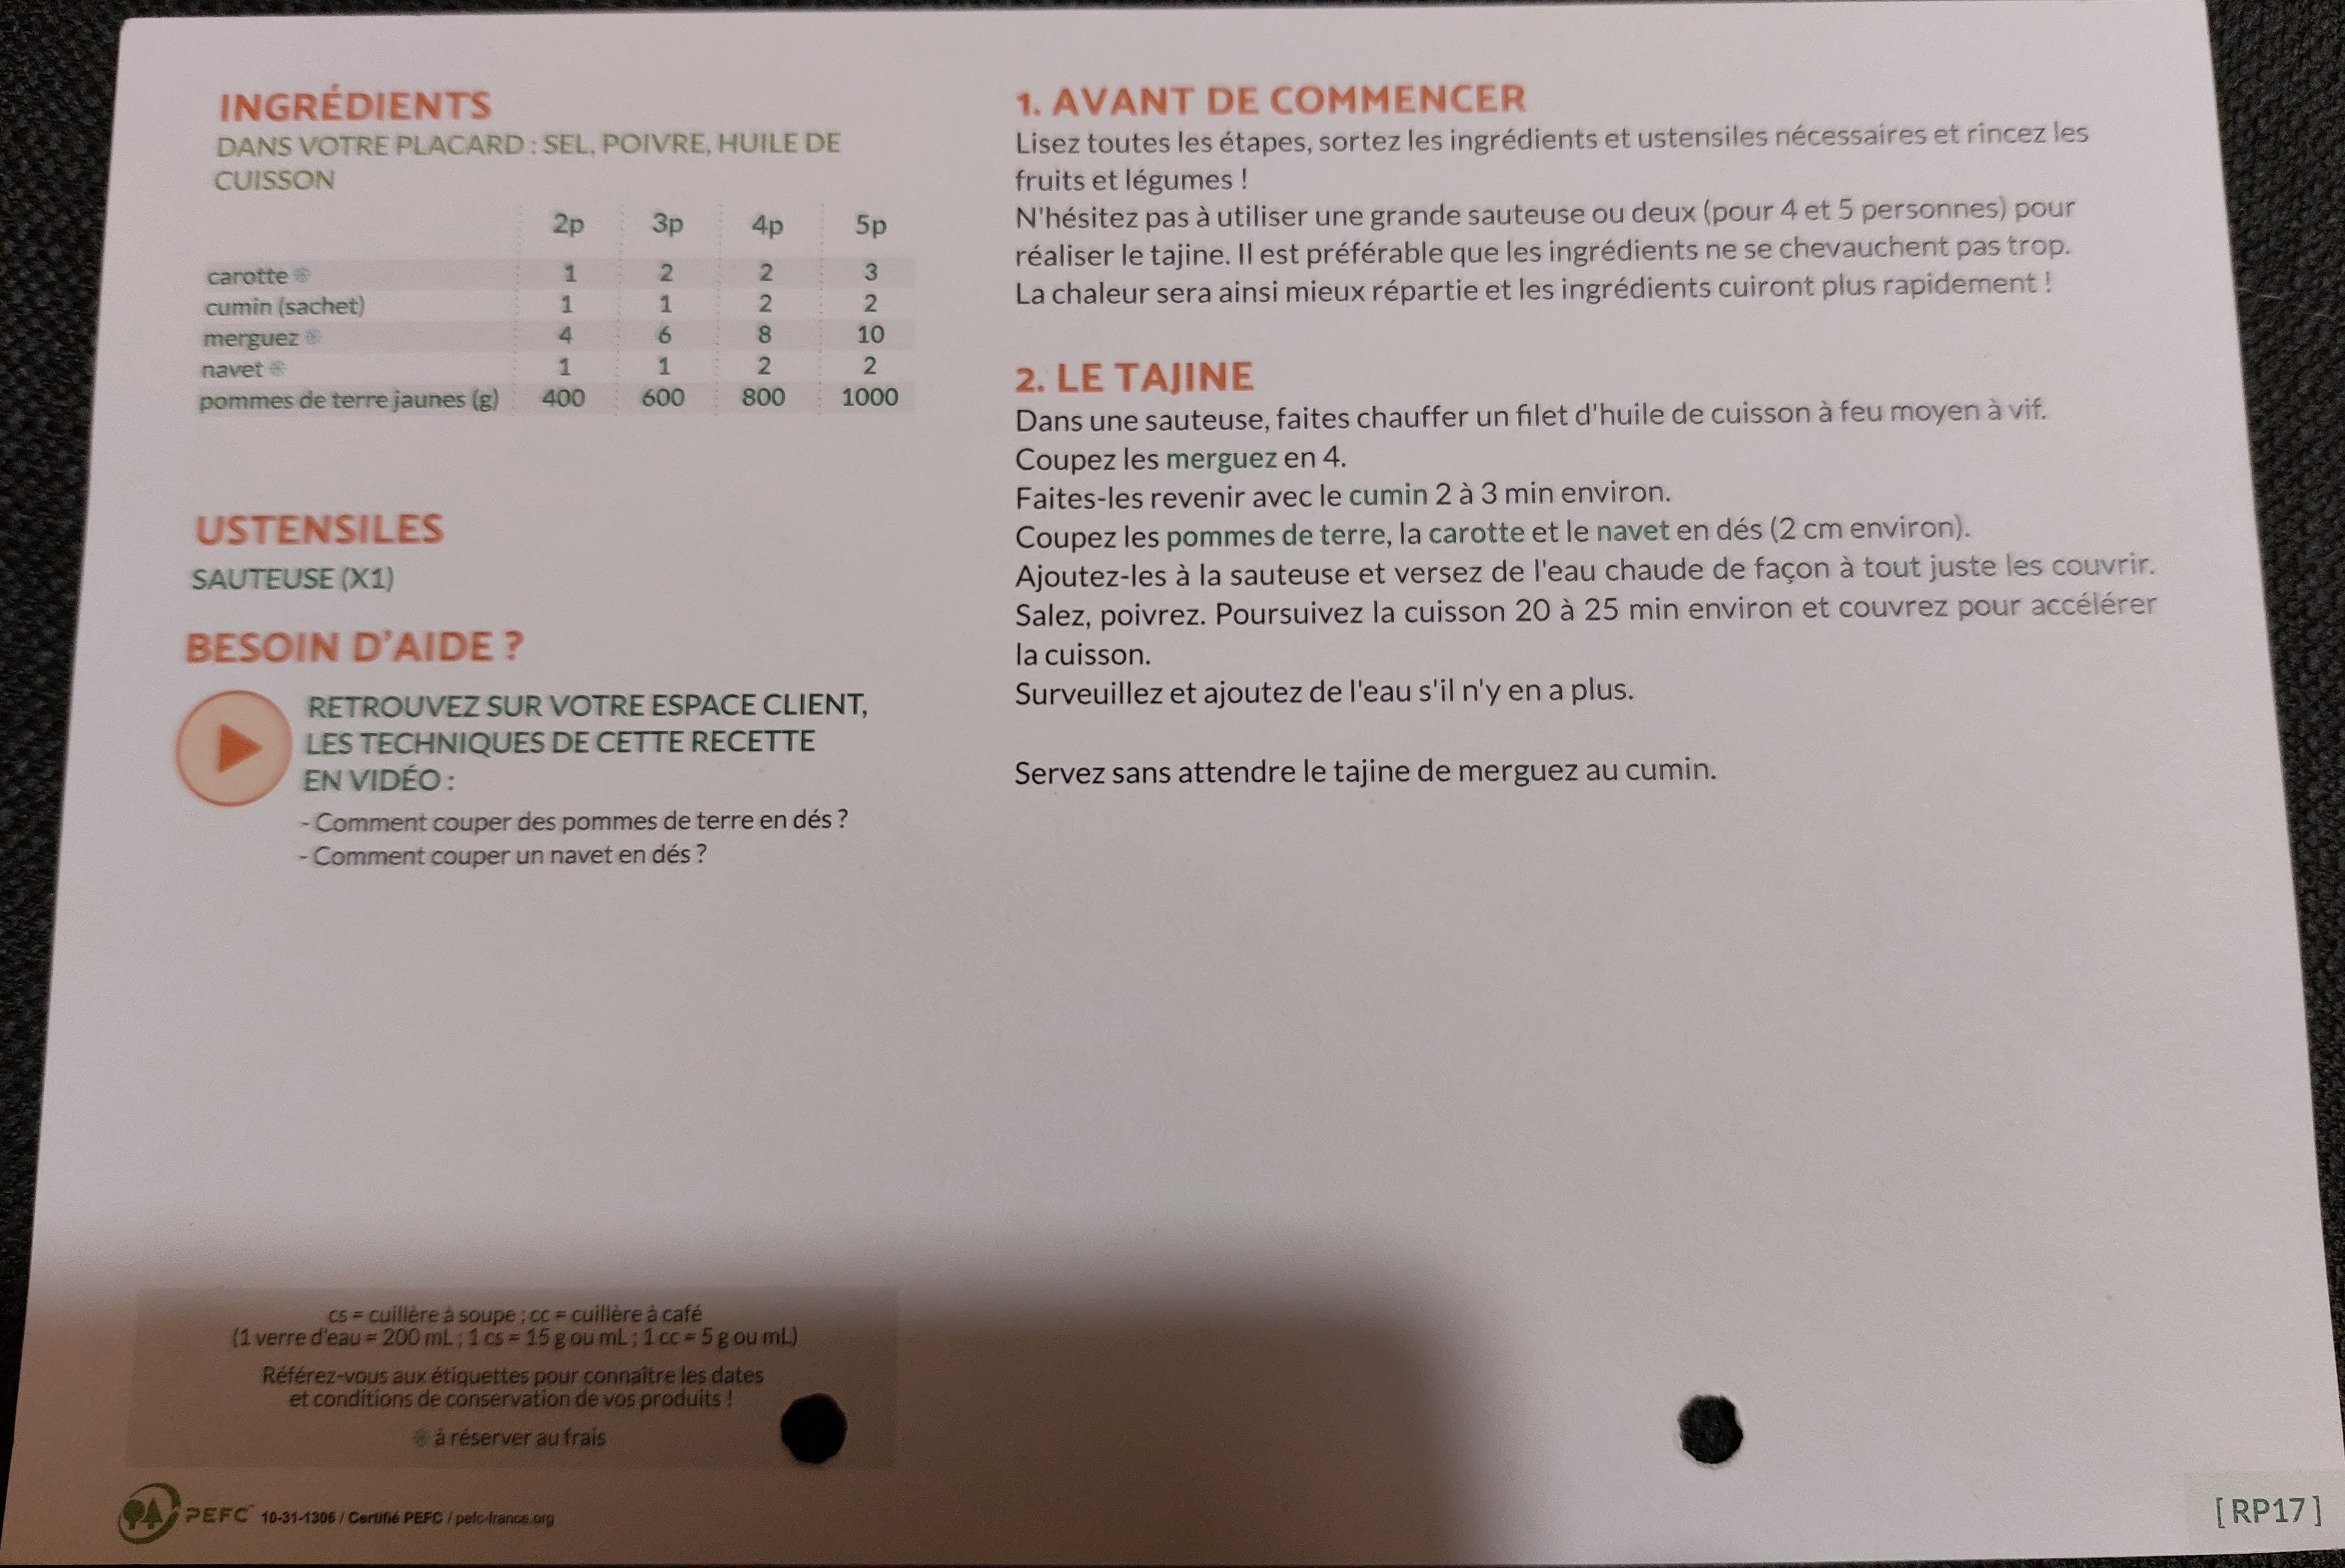 INGRÉDIENTS
DANS VOTRE PLACARD : SEL, POIVRE, HUILE DE
CUISSON
2p 3p 4p 5p
carotte 1 2 2 3
cumin (sachet) 1 1 2 2
merguez 4 6 8 10
navet 1 1 2 2
pommes de terre jaunes (g) 400 600 800 1000
USTENSILES
SAUTEUSE (X1)
BESOIN D'AIDE ?
RETROUVEZ SUR VOTRE ESPACE CLIENT,
LES TECHNIQUES DE CETTE RECETTE
EN VIDÉO :
- Comment couper des pommes de terre en dés ?
- Comment couper un navet en dés ?
cs = cuillère à soupe ; cc = cuillère à café
(1 verre d'eau = 200 mL ; 1 cs = 15 g ou mL ; 1 cc = 5 g ou mL)
Référez-vous aux étiquettes pour connaître les dates
et conditions de conservation de vos produits !
à réserver au frais
PEFC 10-31-1306 / Certifié PEFC / pefc-france.org
1. AVANT DE COMMENCER
Lisez toutes les étapes, sortez les ingrédients et ustensiles nécessaires et rincez les
fruits et légumes !
N'hésitez pas à utiliser une grande sauteuse ou deux (pour 4 et 5 personnes) pour
réaliser le tajine. Il est préférable que les ingrédients ne se chevauchent pas trop.
La chaleur sera ainsi mieux répartie et les ingrédients cuiront plus rapidement !
2. LE TAJINE
Dans une sauteuse, faites chauffer un filet d'huile de cuisson à feu moyen à vif.
Coupez les merguez en 4.
Faites-les revenir avec le cumin 2 à 3 min environ.
Coupez les pommes de terre, la carotte et le navet en dés (2 cm environ).
Ajoutez-les à la sauteuse et versez de l'eau chaude de façon à tout juste les couvrir.
Salez, poivrez. Poursuivez la cuisson 20 à 25 min environ et couvrez pour accélérer
la cuisson.
Surveuillez et ajoutez de l'eau s'il n'y en a plus.
Servez sans attendre le tajine de merguez au cumin.
[ RP17 ]